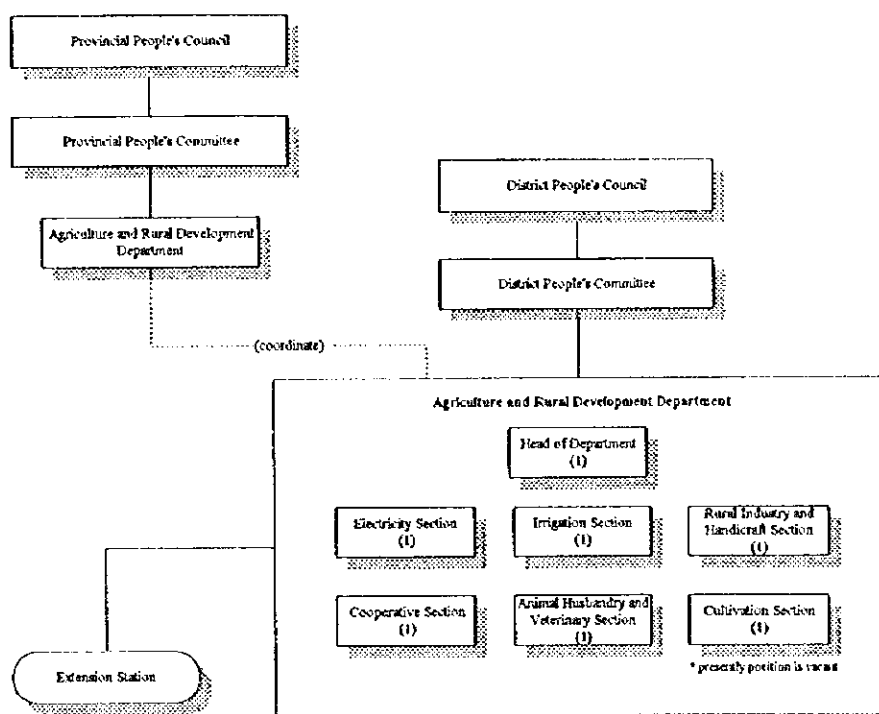 Provincial People's Council
Provincial People's Committee
Agriculture and Rural Development
Department
District People's Council
District People's Committee
(coordinate)
Agriculture and Rural Development Department
Head of Department
(1)
Electricity Section
(1)
Irrigation Section
(1)
Rural Industry and
Handicraft Section
(1)
Cooperative Section
(1)
Animal Husbandry and
Veterinary Section
(1)
Cultivation Section
(1)
* presently position is vacant
Extension Station